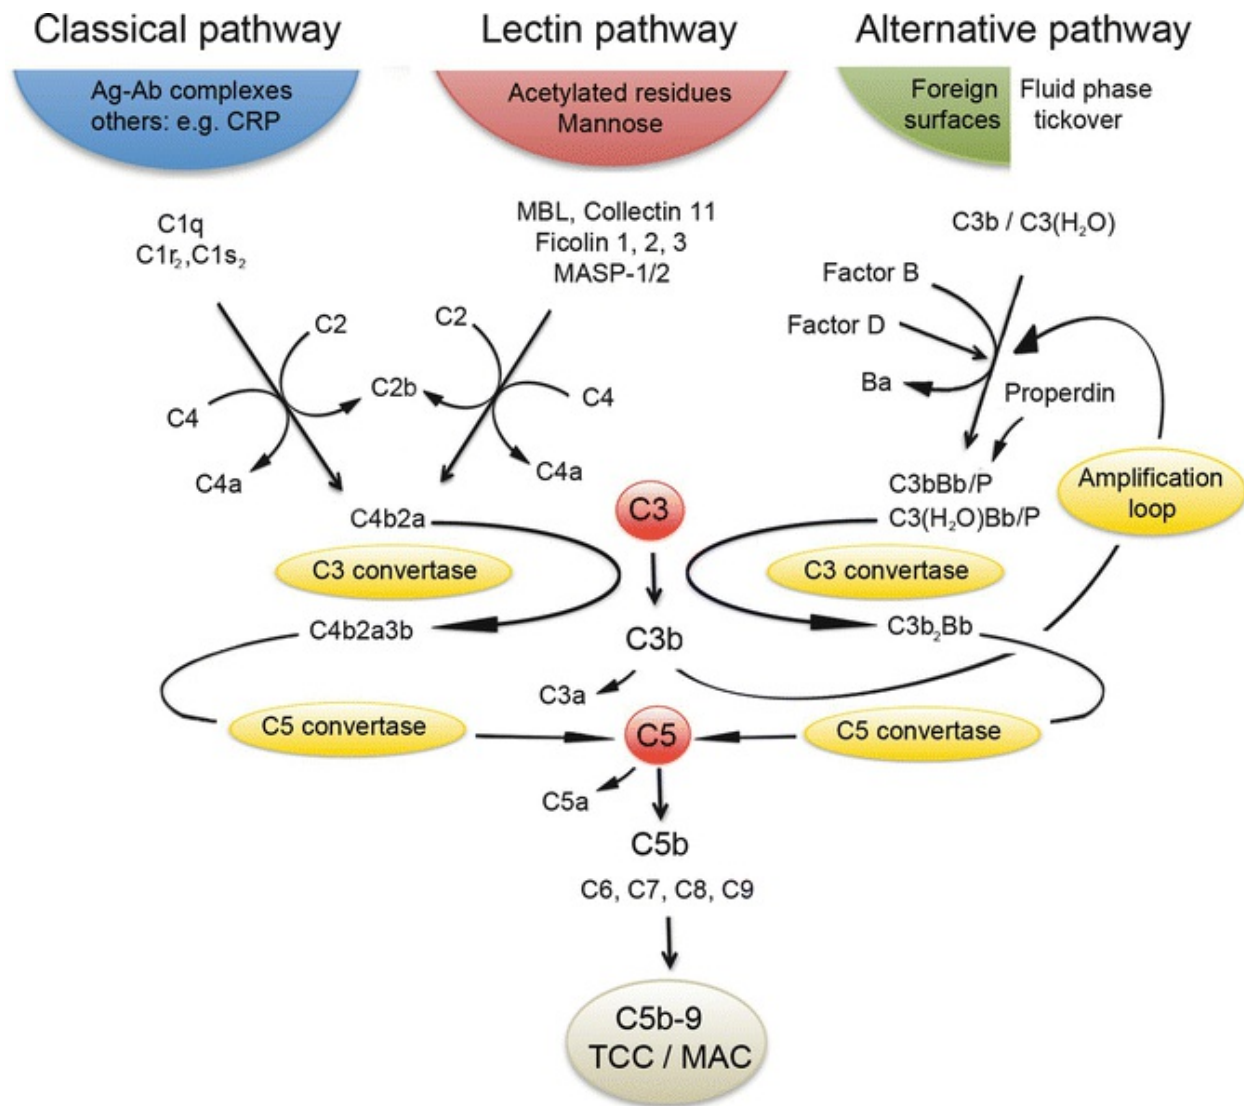 Classical pathway
Lectin pathway
Alternative pathway
Ag-Ab complexes
others: e.g. CRP
Acetylated residues
Mannose
Foreign
surfaces
Fluid phase
tickover
C1q
C1r₂,C1s₂
MBL, Collectin 11
Ficolin 1, 2, 3
MASP-1/2
C3b / C3(H₂O)
Factor B
Factor D
Ba
Properdin
C2
C2
C2b
C4
C4
C4a
C4a
C4b2a
C3
C3bBb/P
C3(H₂O)Bb/P
Amplification
loop
C3 convertase
C3 convertase
C4b2a3b
C3b
C3b₂Bb
C3a
C5 convertase
C5
C5 convertase
C5a
C5b
C6, C7, C8, C9
C5b-9
TCC / MAC